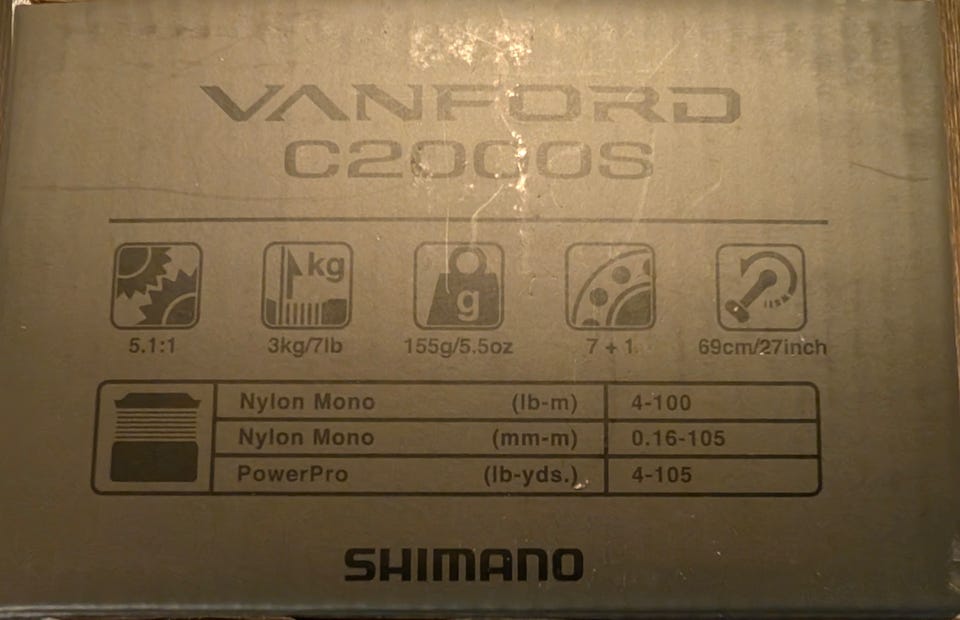 VANFORD
C2000S
kg
g
5.1:1 3kg/7lb 155g/5.5oz 7 + 1 69cm/27inch
Nylon Mono (lb-m) 4-100
Nylon Mono (mm-m) 0.16-105
PowerPro (lb-yds.) 4-105
SHIMANO